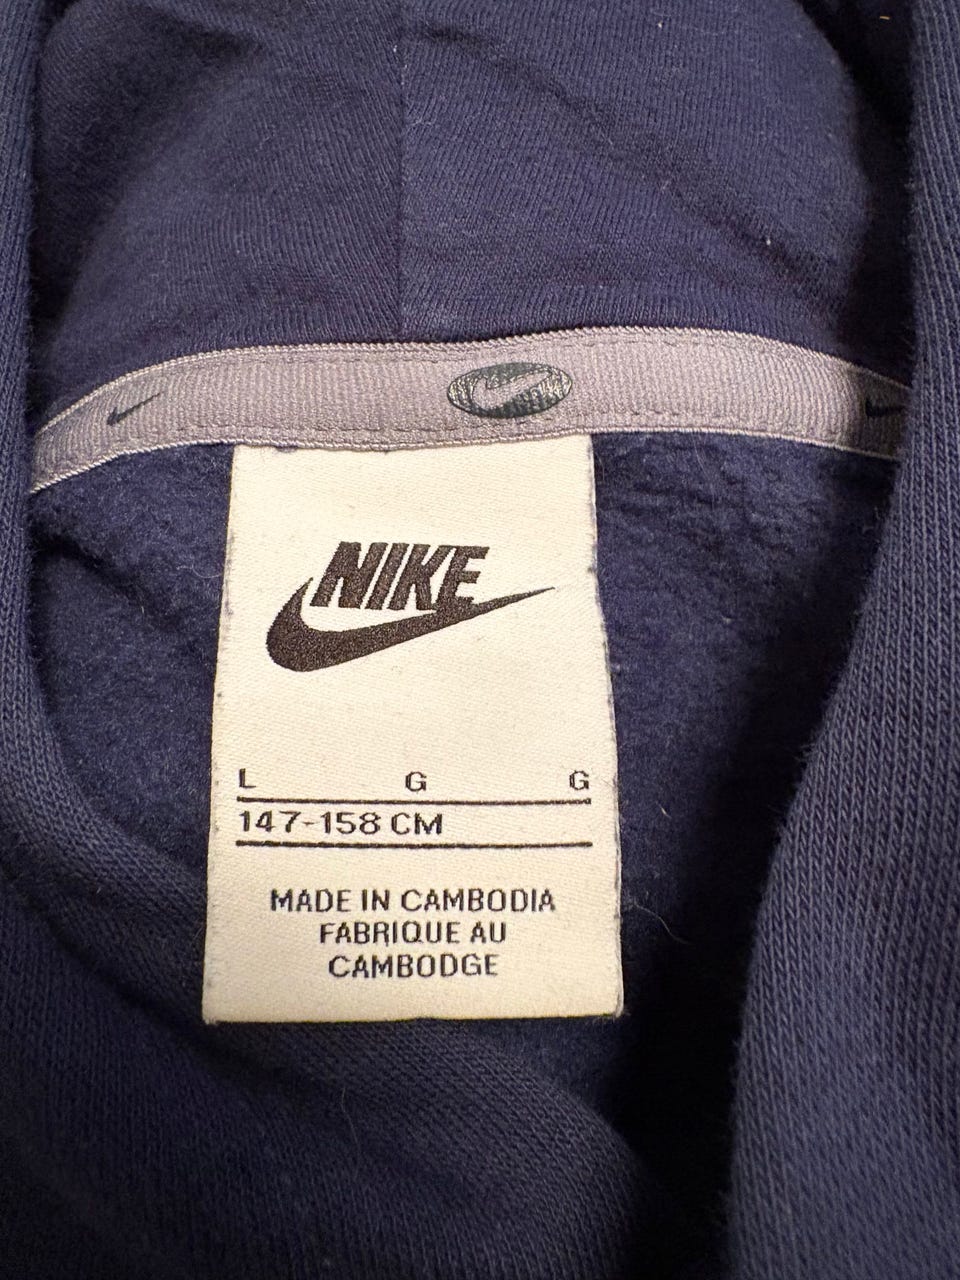 NIKE
L G G
147-158 CM
MADE IN CAMBODIA
FABRIQUE AU
CAMBODGE